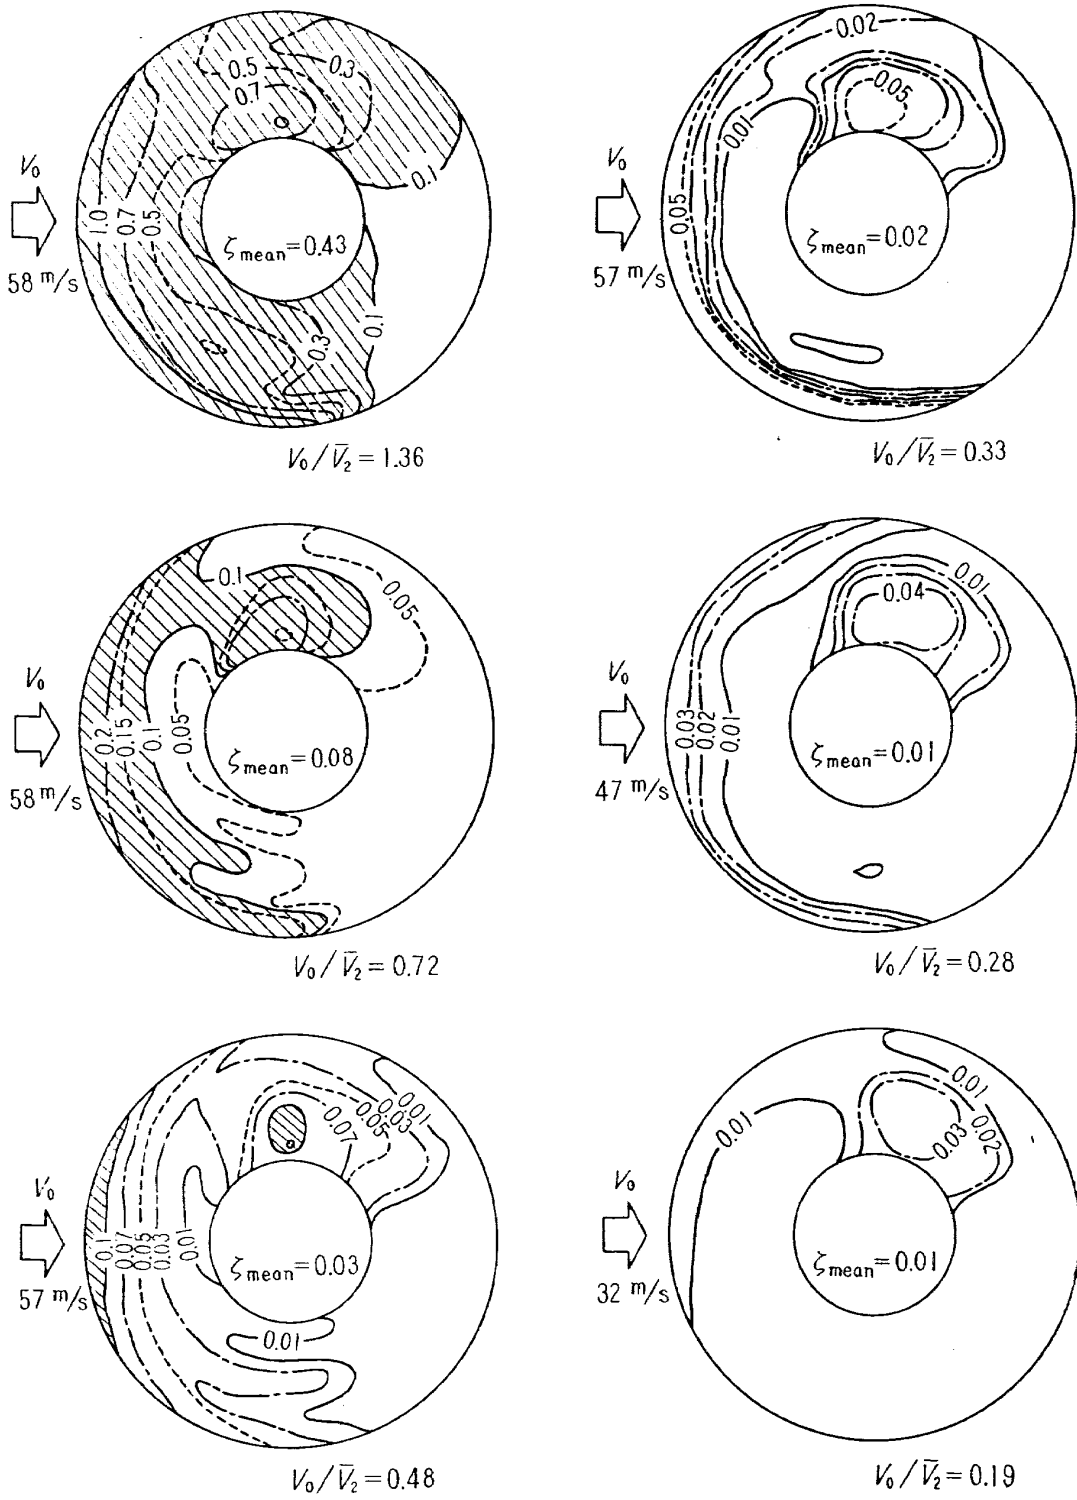 0.5
0.3
0.7
0.1
V₀
1.0
0.7
0.5
ζmean=0.43
58 m/s
0.3
0.1
V₀/V̄₂=1.36
0.02
0.05
0.01
V₀
0.05
ζmean=0.02
57 m/s
V₀/V̄₂=0.33
0.1
0.05
V₀
0.2
0.15
0.1
0.05
ζmean=0.08
58 m/s
V₀/V̄₂=0.72
0.01
0.04
V₀
0.03
0.02
0.01
ζmean=0.01
47 m/s
V₀/V̄₂=0.28
0.01
0.03
0.05
0.07
V₀
0.1
0.07
0.05
0.03
0.01
ζmean=0.03
57 m/s
0.01
V₀/V̄₂=0.48
0.01
0.01
0.02
0.03
V₀
ζmean=0.01
32 m/s
V₀/V̄₂=0.19